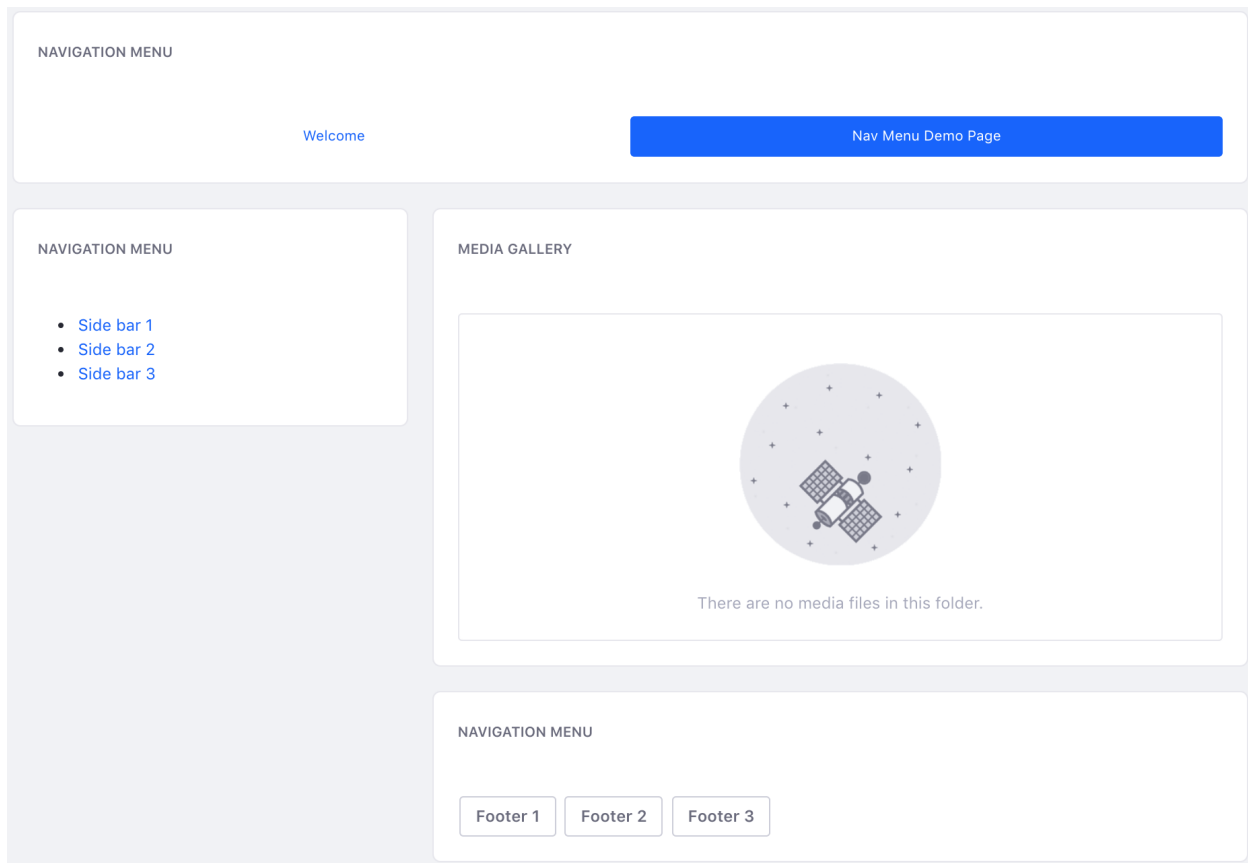 NAVIGATION MENU
Welcome
Nav Menu Demo Page
NAVIGATION MENU
Side bar 1
Side bar 2
Side bar 3
MEDIA GALLERY
There are no media files in this folder.
NAVIGATION MENU
Footer 1
Footer 2
Footer 3